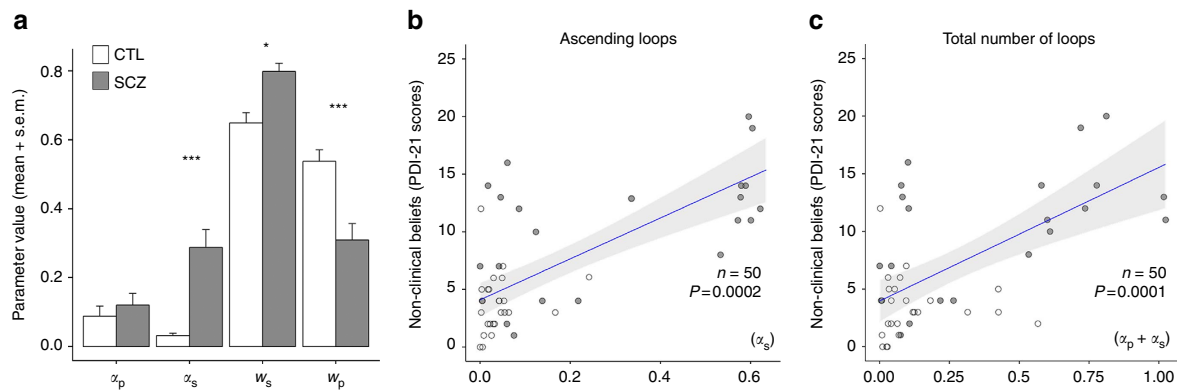 a
CTL
SCZ
Parameter value (mean + s.e.m.)
0.8
0.6
0.4
0.2
0.0
***
*
***
αp
αs
ws
wp
b
Ascending loops
Non-clinical beliefs (PDI-21 scores)
25
20
15
10
5
0
n = 50
P = 0.0002
(αs)
0.0
0.2
0.4
0.6
c
Total number of loops
Non-clinical beliefs (PDI-21 scores)
25
20
15
10
5
0
n = 50
P = 0.0001
(αp + αs)
0.00
0.25
0.50
0.75
1.00